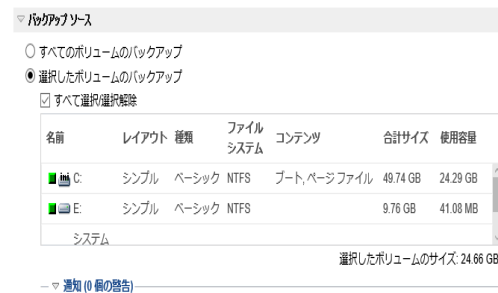 バックアップ ソース
すべてのボリュームのバックアップ
選択したボリュームのバックアップ
すべて選択/選択解除
名前 レイアウト 種類 ファイル システム コンテンツ 合計サイズ 使用容量
C: シンプル ベーシック NTFS ブート, ページ ファイル 49.74 GB 24.29 GB
E: シンプル ベーシック NTFS 9.76 GB 41.08 MB
システム
選択したボリュームのサイズ: 24.66 GB
通知 (0 個の警告)